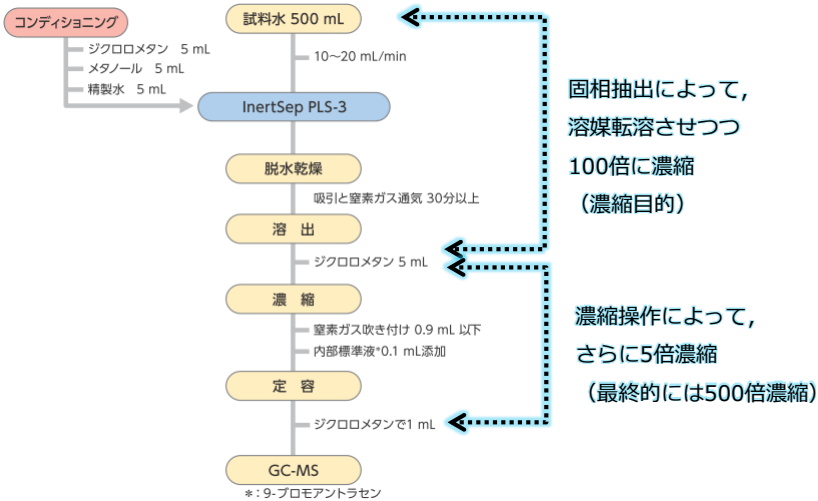 コンディショニング
ジクロロメタン 5 mL
メタノール 5 mL
精製水 5 mL
試料水 500 mL
10～20 mL/min
InertSep PLS-3
脱水乾燥
吸引と窒素ガス通気 30分以上
溶 出
ジクロロメタン 5 mL
濃 縮
窒素ガス吹き付け 0.9 mL 以下
内部標準液*0.1 mL添加
定 容
ジクロロメタンで1 mL
GC-MS
＊：9-ブロモアントラセン
固相抽出によって，
溶媒転溶させつつ
100倍に濃縮
（濃縮目的）
濃縮操作によって，
さらに5倍濃縮
（最終的には500倍濃縮）